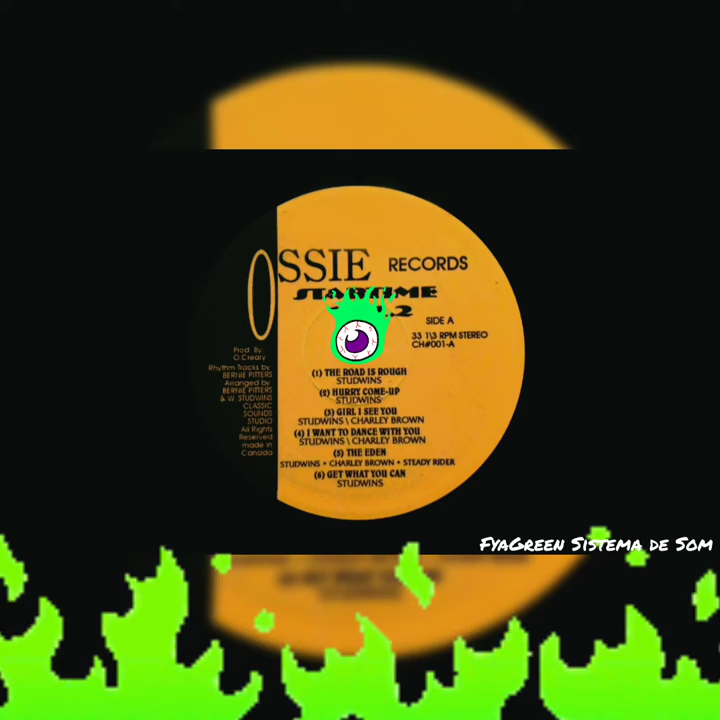 OSSIE RECORDS
STARTIME
.2
SIDE A
33 1\3 RPM STEREO
CH#001-A
Prod. By:
O.Creary
Rhythm Tracks by
BERNIE PITTERS
Arranged by
BERNIE PITTERS
& W. STUDWINS
CLASSIC
SOUNDS
STUDIO
All Rights
Reserved
made in
Canada
(1) THE ROAD IS ROUGH
STUDWINS
(2) HURRY COME-UP
STUDWINS
(3) GIRL I SEE YOU
STUDWINS \ CHARLEY BROWN
(4) I WANT TO DANCE WITH YOU
STUDWINS \ CHARLEY BROWN
(5) THE EDEN
STUDWINS + CHARLEY BROWN + STEADY RIDER
(6) GET WHAT YOU CAN
STUDWINS
FyaGreen Sistema de Som